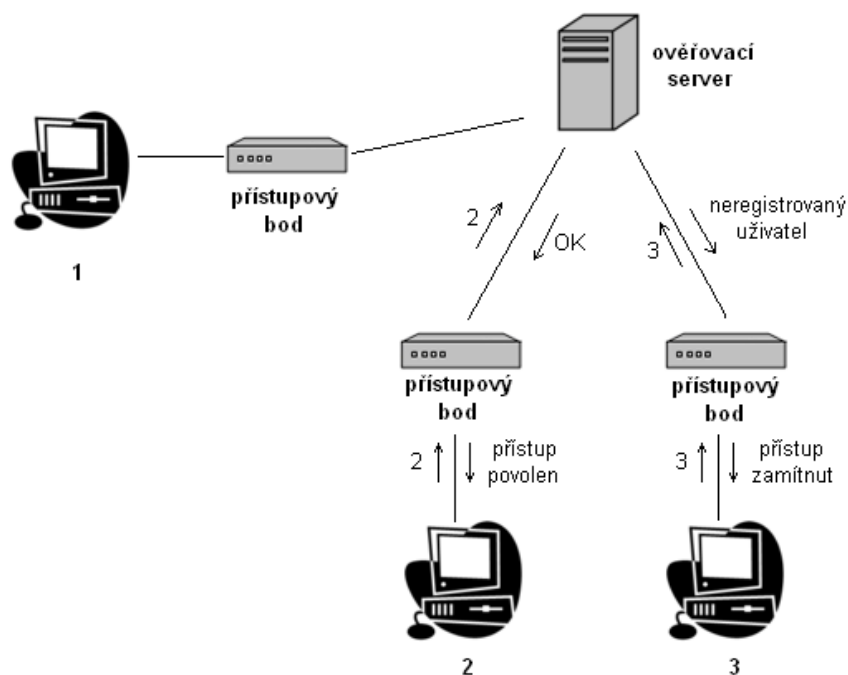 ověřovací
server
přístupový
bod
1
2
OK
3
neregistrovaný
uživatel
přístupový
bod
přístupový
bod
2
přístup
povolen
3
přístup
zamítnut
2
3